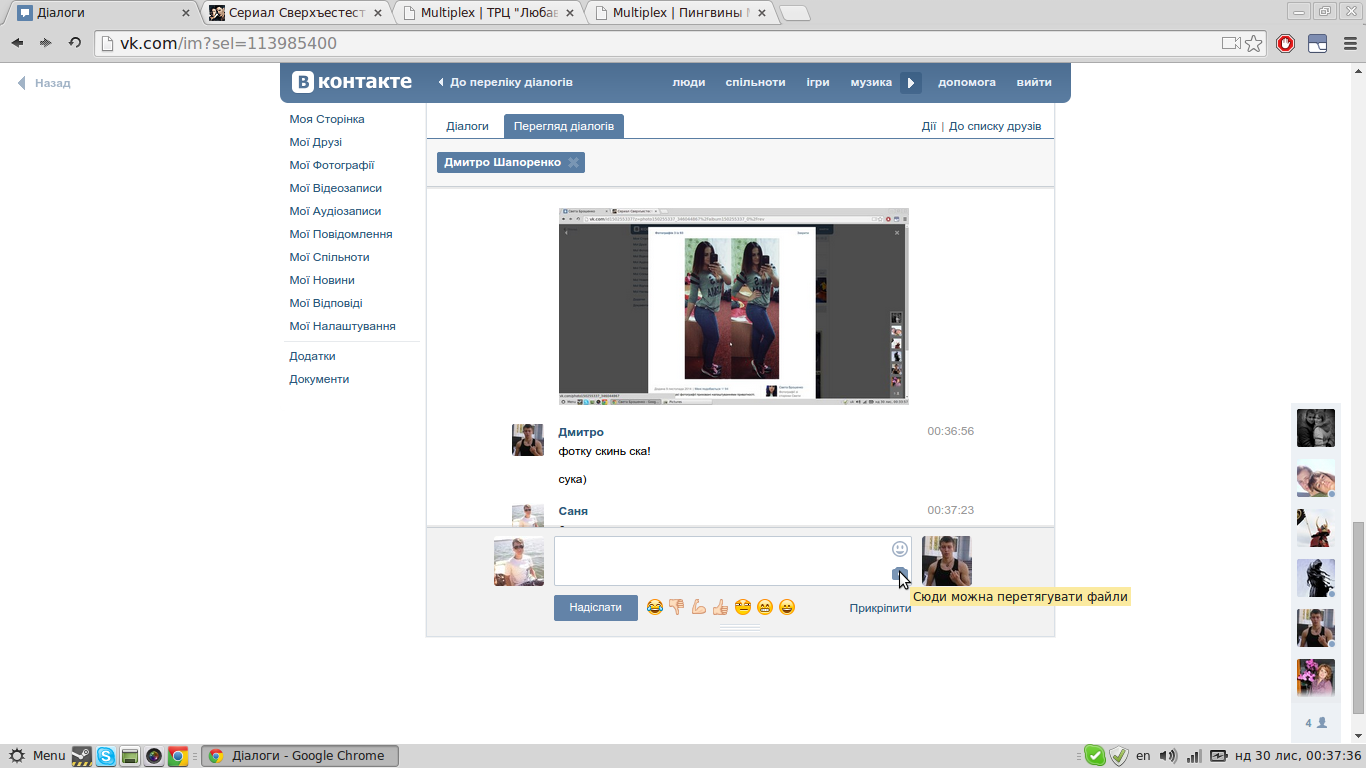 Діалоги
Сериал Сверхъестест
Multiplex | ТРЦ "Любав
Multiplex | Пингвины М
vk.com/im?sel=113985400
Назад
В контакте
До переліку діалогів
люди
спільноти
ігри
музика
допомога
вийти
Моя Сторінка
Мої Друзі
Мої Фотографії
Мої Відеозаписи
Мої Аудіозаписи
Мої Повідомлення
Мої Спільноти
Мої Новини
Мої Відповіді
Мої Налаштування
Додатки
Документи
Діалоги
Перегляд діалогів
Дії | До списку друзів
Дмитро Шапоренко
Дмитро
00:36:56
фотку скинь ска!
сука)
Саня
00:37:23
Надіслати
Прикріпити
Сюди можна перетягувати файли
4
Menu
Діалоги - Google Chrome
en
нд 30 лис, 00:37:36